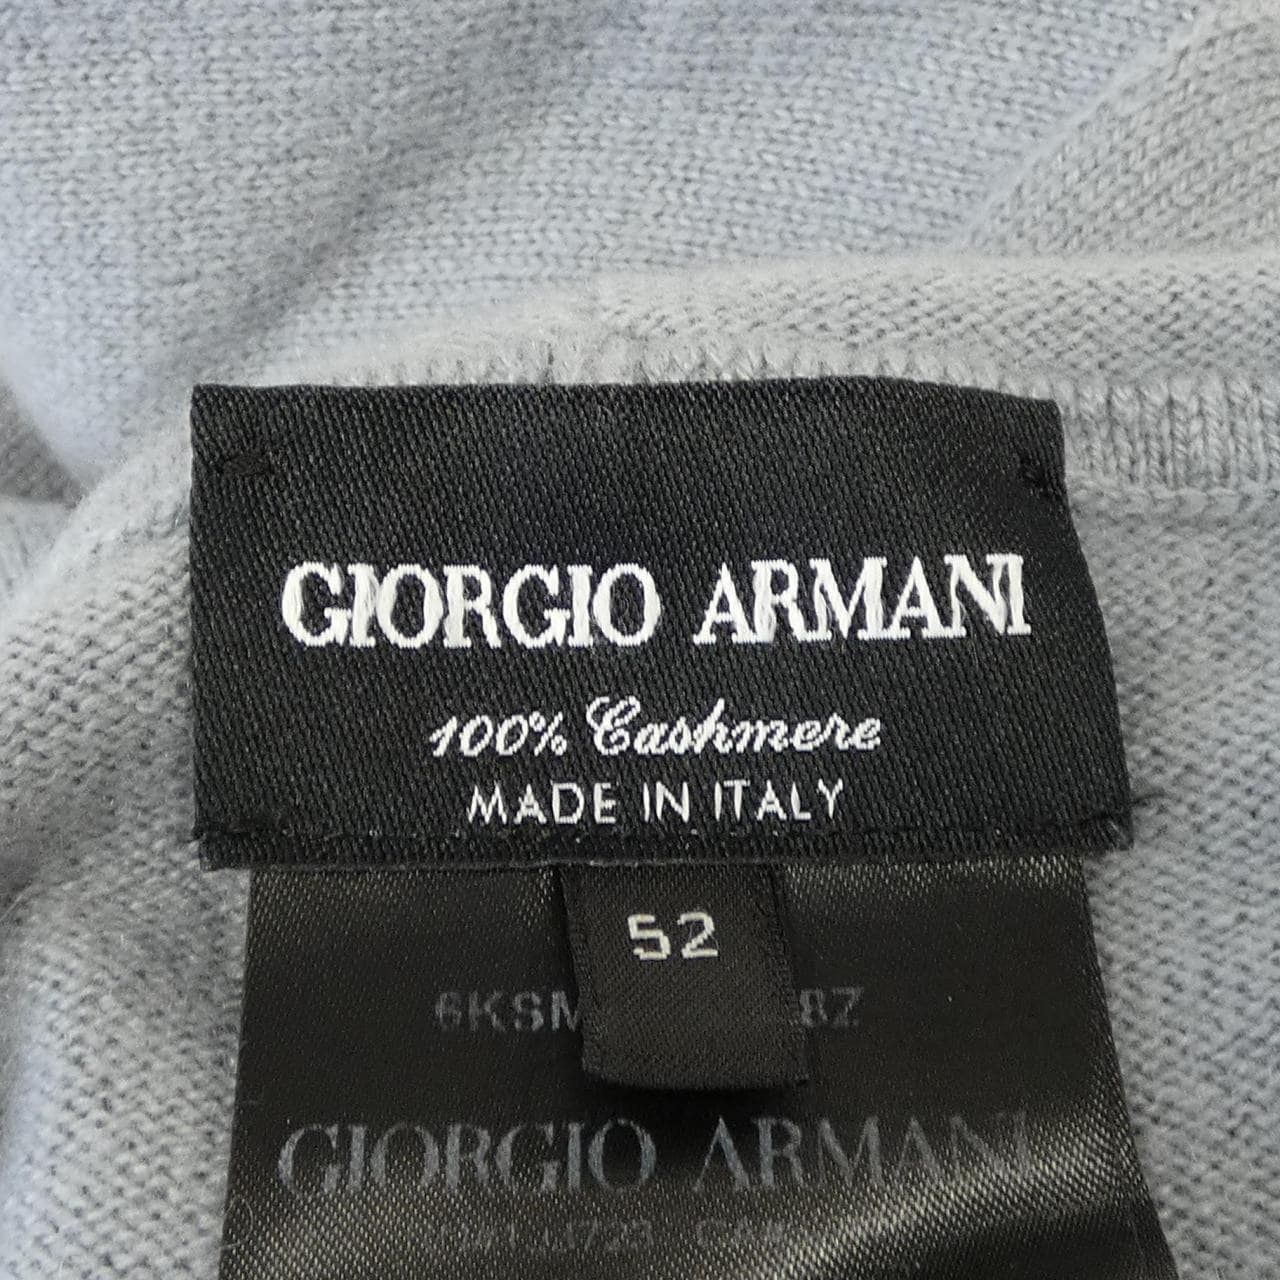 GIORGIO ARMANI
100% Cashmere
MADE IN ITALY
52
GIORGIO ARMANI